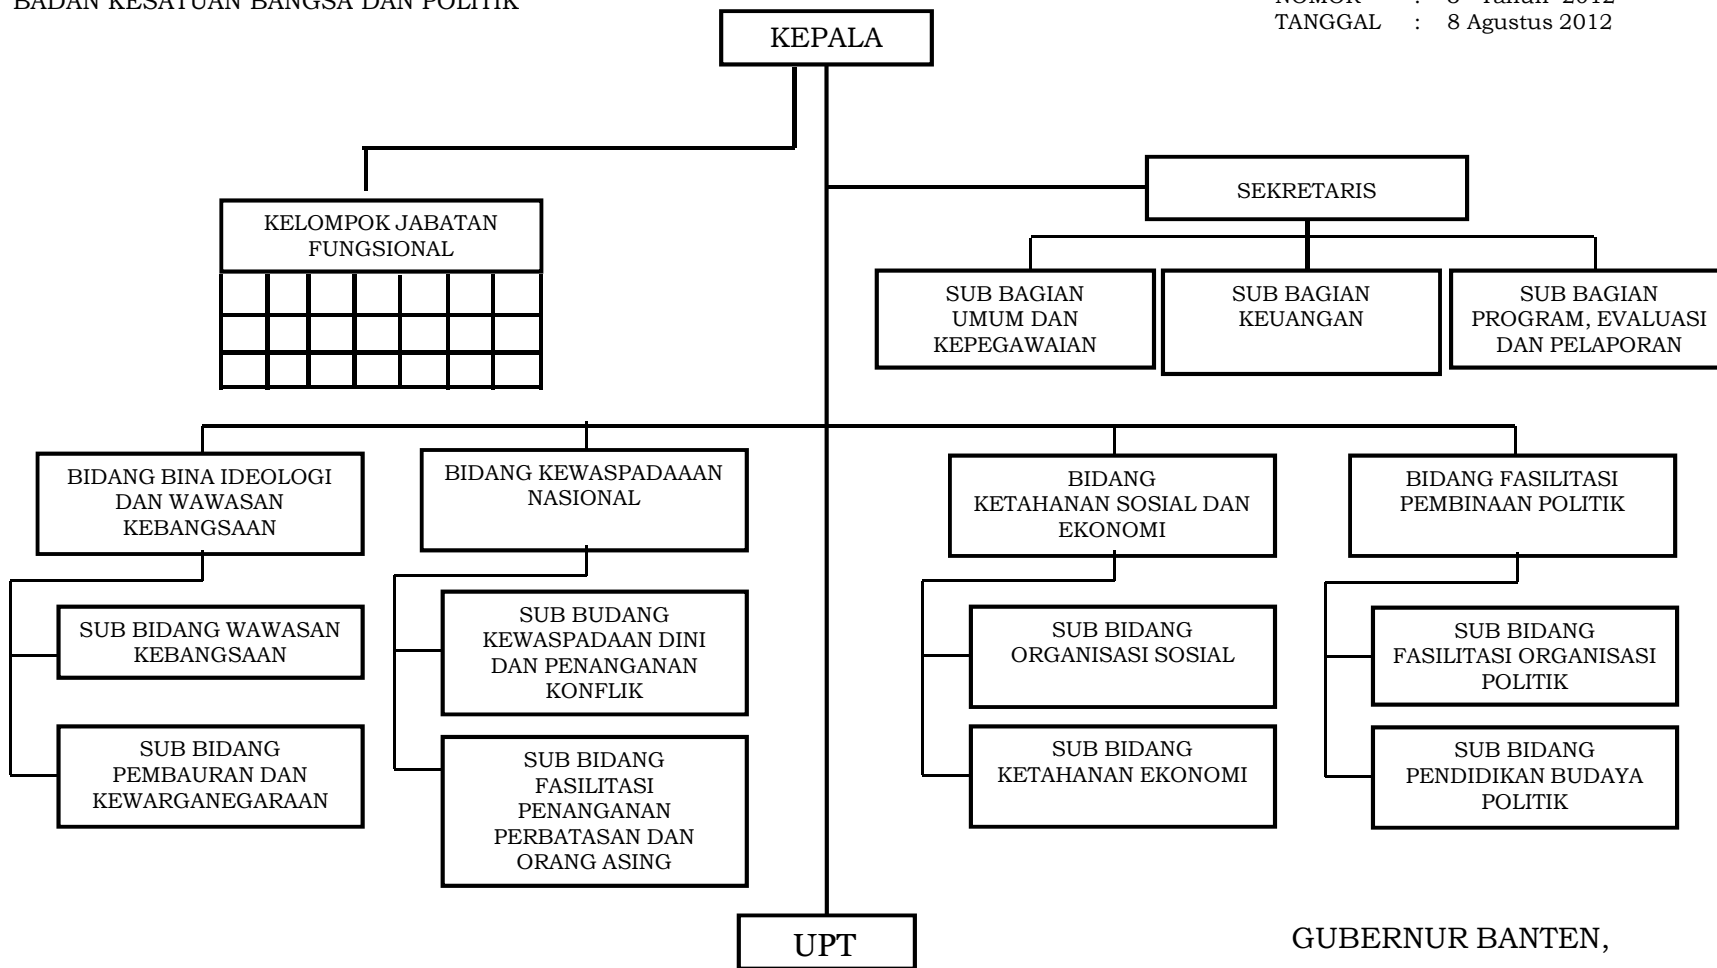 BADAN KESATUAN BANGSA DAN POLITIK
NOMOR : 3 Tahun 2012
TANGGAL : 8 Agustus 2012
KEPALA
SEKRETARIS
KELOMPOK JABATAN
FUNGSIONAL
SUB BAGIAN
UMUM DAN
KEPEGAWAIAN
SUB BAGIAN
KEUANGAN
SUB BAGIAN
PROGRAM, EVALUASI
DAN PELAPORAN
BIDANG BINA IDEOLOGI
DAN WAWASAN
KEBANGSAAN
BIDANG KEWASPADAAAN
NASIONAL
BIDANG
KETAHANAN SOSIAL DAN
EKONOMI
BIDANG FASILITASI
PEMBINAAN POLITIK
SUB BIDANG WAWASAN
KEBANGSAAN
SUB BUDANG
KEWASPADAAN DINI
DAN PENANGANAN
KONFLIK
SUB BIDANG
ORGANISASI SOSIAL
SUB BIDANG
FASILITASI ORGANISASI
POLITIK
SUB BIDANG
PEMBAURAN DAN
KEWARGANEGARAAN
SUB BIDANG
FASILITASI
PENANGANAN
PERBATASAN DAN
ORANG ASING
SUB BIDANG
KETAHANAN EKONOMI
SUB BIDANG
PENDIDIKAN BUDAYA
POLITIK
UPT
GUBERNUR BANTEN,